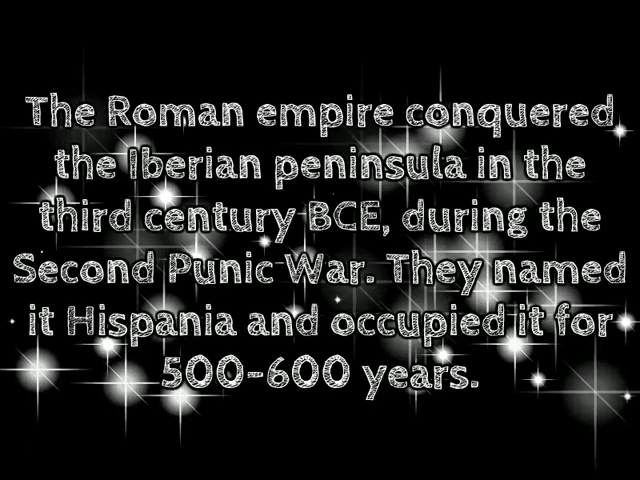 The Roman empire conquered
the Iberian peninsula in the
third century BCE, during the
Second Punic War. They named
it Hispania and occupied it for
500-600 years.